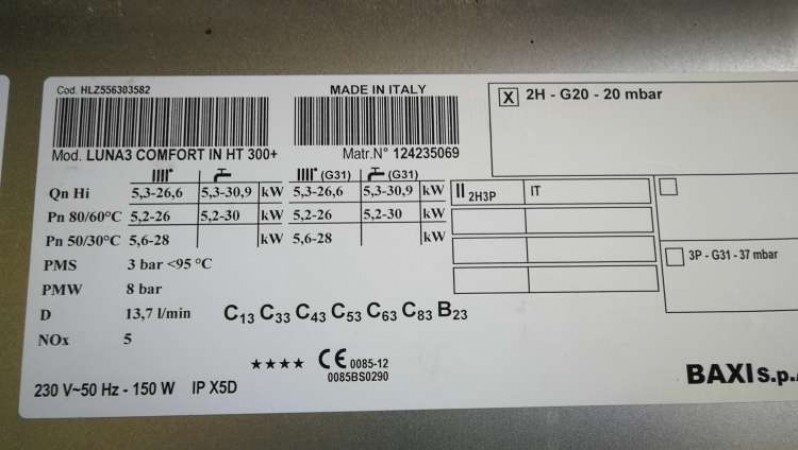 Cod. HLZ556303582
MADE IN ITALY
X 2H - G20 - 20 mbar
Mod. LUNA3 COMFORT IN HT 300+
Matr.N° 124235069
(G31) (G31)
Qn Hi 5,3-26,6 5,3-30,9 kW 5,3-26,6 5,3-30,9 kW II 2H3P IT
Pn 80/60°C 5,2-26 5,2-30 kW 5,2-26 5,2-30 kW
Pn 50/30°C 5,6-28 kW 5,6-28 kW
PMS 3 bar <95 °C
3P - G31 - 37 mbar
PMW 8 bar
D 13,7 l/min C13 C33 C43 C53 C63 C83 B23
NOx 5
★★★★ CE 0085-12
0085BS0290
230 V~50 Hz - 150 W IP X5D
BAXI s.p.